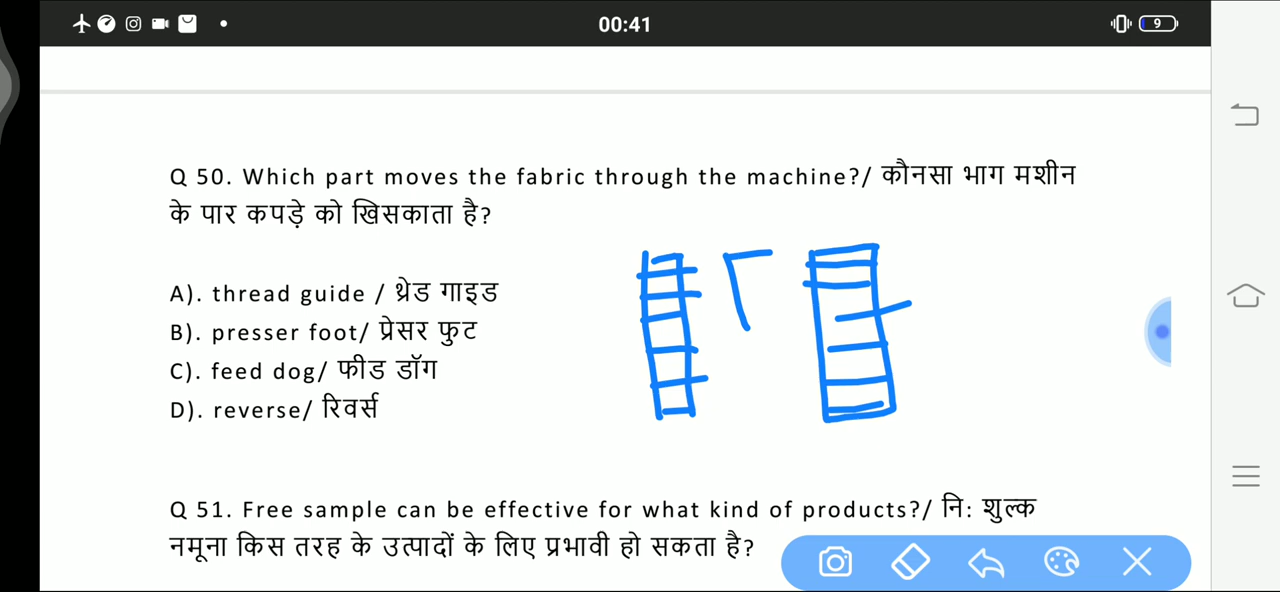 00:41
9
Q 50. Which part moves the fabric through the machine?/ कौनसा भाग मशीन
के पार कपड़े को खिसकाता है?
A). thread guide / थ्रेड गाइड
B). presser foot/ प्रेसर फुट
C). feed dog/ फीड डॉग
D). reverse/ रिवर्स
Q 51. Free sample can be effective for what kind of products?/ नि: शुल्क
नमूना किस तरह के उत्पादों के लिए प्रभावी हो सकता है?